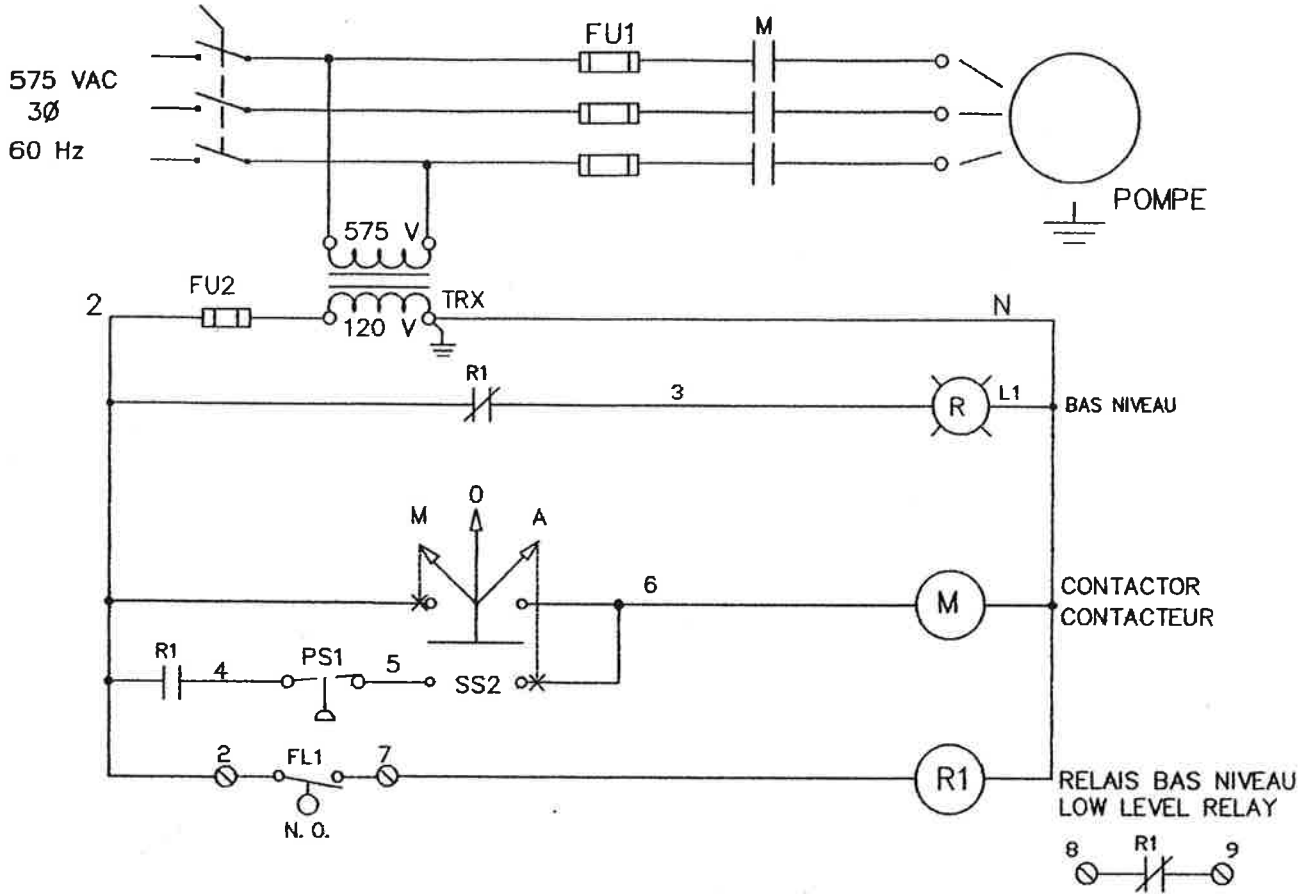 FU1
M
575 VAC
3Ø
60 Hz
POMPE
575 V
FU2
TRX
2
120 V
N
R1
3
R
L1
BAS NIVEAU
M
0
A
6
M
CONTACTOR
CONTACTEUR
R1
4
PS1
5
SS2
2
FL1
7
N. O.
R1
RELAIS BAS NIVEAU
LOW LEVEL RELAY
8
R1
9